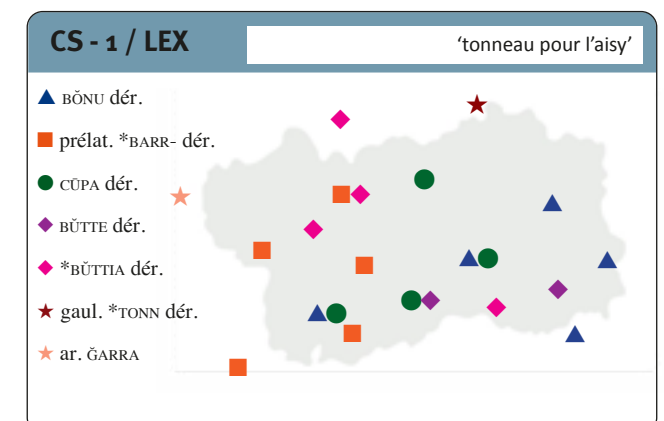 CS - 1 / LEX
‘tonneau pour l’aisy’
BŎNU dér.
prélat. *BARR- dér.
CŪPA dér.
BŬTTE dér.
*BŬTTIA dér.
gaul. *TONN dér.
ar. ǦARRA